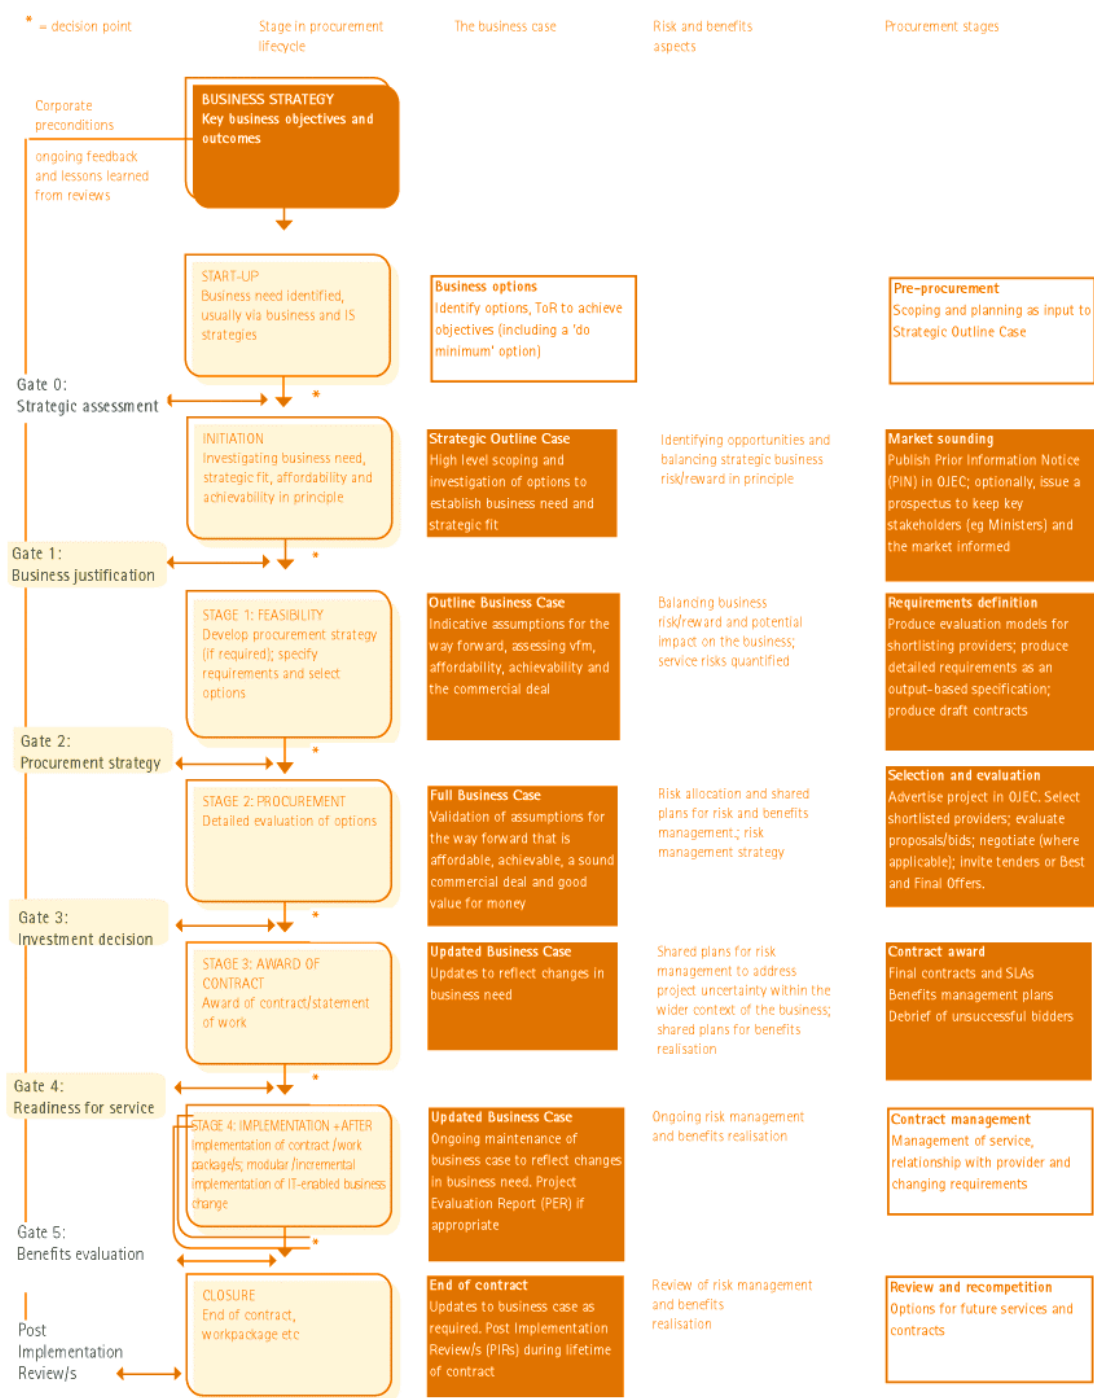 * = decision point
Stage in procurement
lifecycle
The business case
Risk and benefits
aspects
Procurement stages
Corporate
preconditions
ongoing feedback
and lessons learned
from reviews
BUSINESS STRATEGY
Key business objectives and
outcomes
START-UP
Business need identified,
usually via business and IS
strategies
Business options
Identify options, ToR to achieve
objectives (including a 'do
minimum' option)
Pre-procurement
Scoping and planning as input to
Strategic Outline Case
Gate 0:
Strategic assessment
*
INITIATION
Investigating business need,
strategic fit, affordability and
achievability in principle
Strategic Outline Case
High level scoping and
investigation of options to
establish business need and
strategic fit
Identifying opportunities and
balancing strategic business
risk/reward in principle
Market sounding
Publish Prior Information Notice
(PIN) in OJEC; optionally, issue a
prospectus to keep key
stakeholders (eg Ministers) and
the market informed
Gate 1:
Business justification
*
STAGE 1: FEASIBILITY
Develop procurement strategy
(if required); specify
requirements and select
options
Outline Business Case
Indicative assumptions for the
way forward, assessing vfm,
affordability, achievability and
the commercial deal
Balancing business
risk/reward and potential
impact on the business;
service risks quantified
Requirements definition
Produce evaluation models for
shortlisting providers; produce
detailed requirements as an
output-based specification;
produce draft contracts
Gate 2:
Procurement strategy
*
STAGE 2: PROCUREMENT
Detailed evaluation of options
Full Business Case
Validation of assumptions for
the way forward that is
affordable, achievable, a sound
commercial deal and good
value for money
Risk allocation and shared
plans for risk and benefits
management,; risk
management strategy
Selection and evaluation
Advertise project in OJEC. Select
shortlisted providers; evaluate
proposals/bids; negotiate (where
applicable); invite tenders or Best
and Final Offers.
Gate 3:
Investment decision
*
STAGE 3: AWARD OF
CONTRACT
Award of contract/statement
of work
Updated Business Case
Updates to reflect changes in
business need
Shared plans for risk
management to address
project uncertainty within the
wider context of the business;
shared plans for benefits
realisation
Contract award
Final contracts and SLAs
Benefits management plans
Debrief of unsuccessful bidders
Gate 4:
Readiness for service
*
STAGE 4: IMPLEMENTATION +AFTER
Implementation of contract/work
package/s; modular/incremental
implementation of IT-enabled business
change
Updated Business Case
Ongoing maintenance of
business case to reflect changes
in business need. Project
Evaluation Report (PER) if
appropriate
Ongoing risk management
and benefits realisation
Contract management
Management of service,
relationship with provider and
changing requirements
Gate 5:
Benefits evaluation
*
CLOSURE
End of contract,
workpackage etc
End of contract
Updates to business case as
required. Post Implementation
Review/s (PIRs) during lifetime
of contract
Review of risk management
and benefits
realisation
Review and recompetition
Options for future services and
contracts
Post
Implementation
Review/s